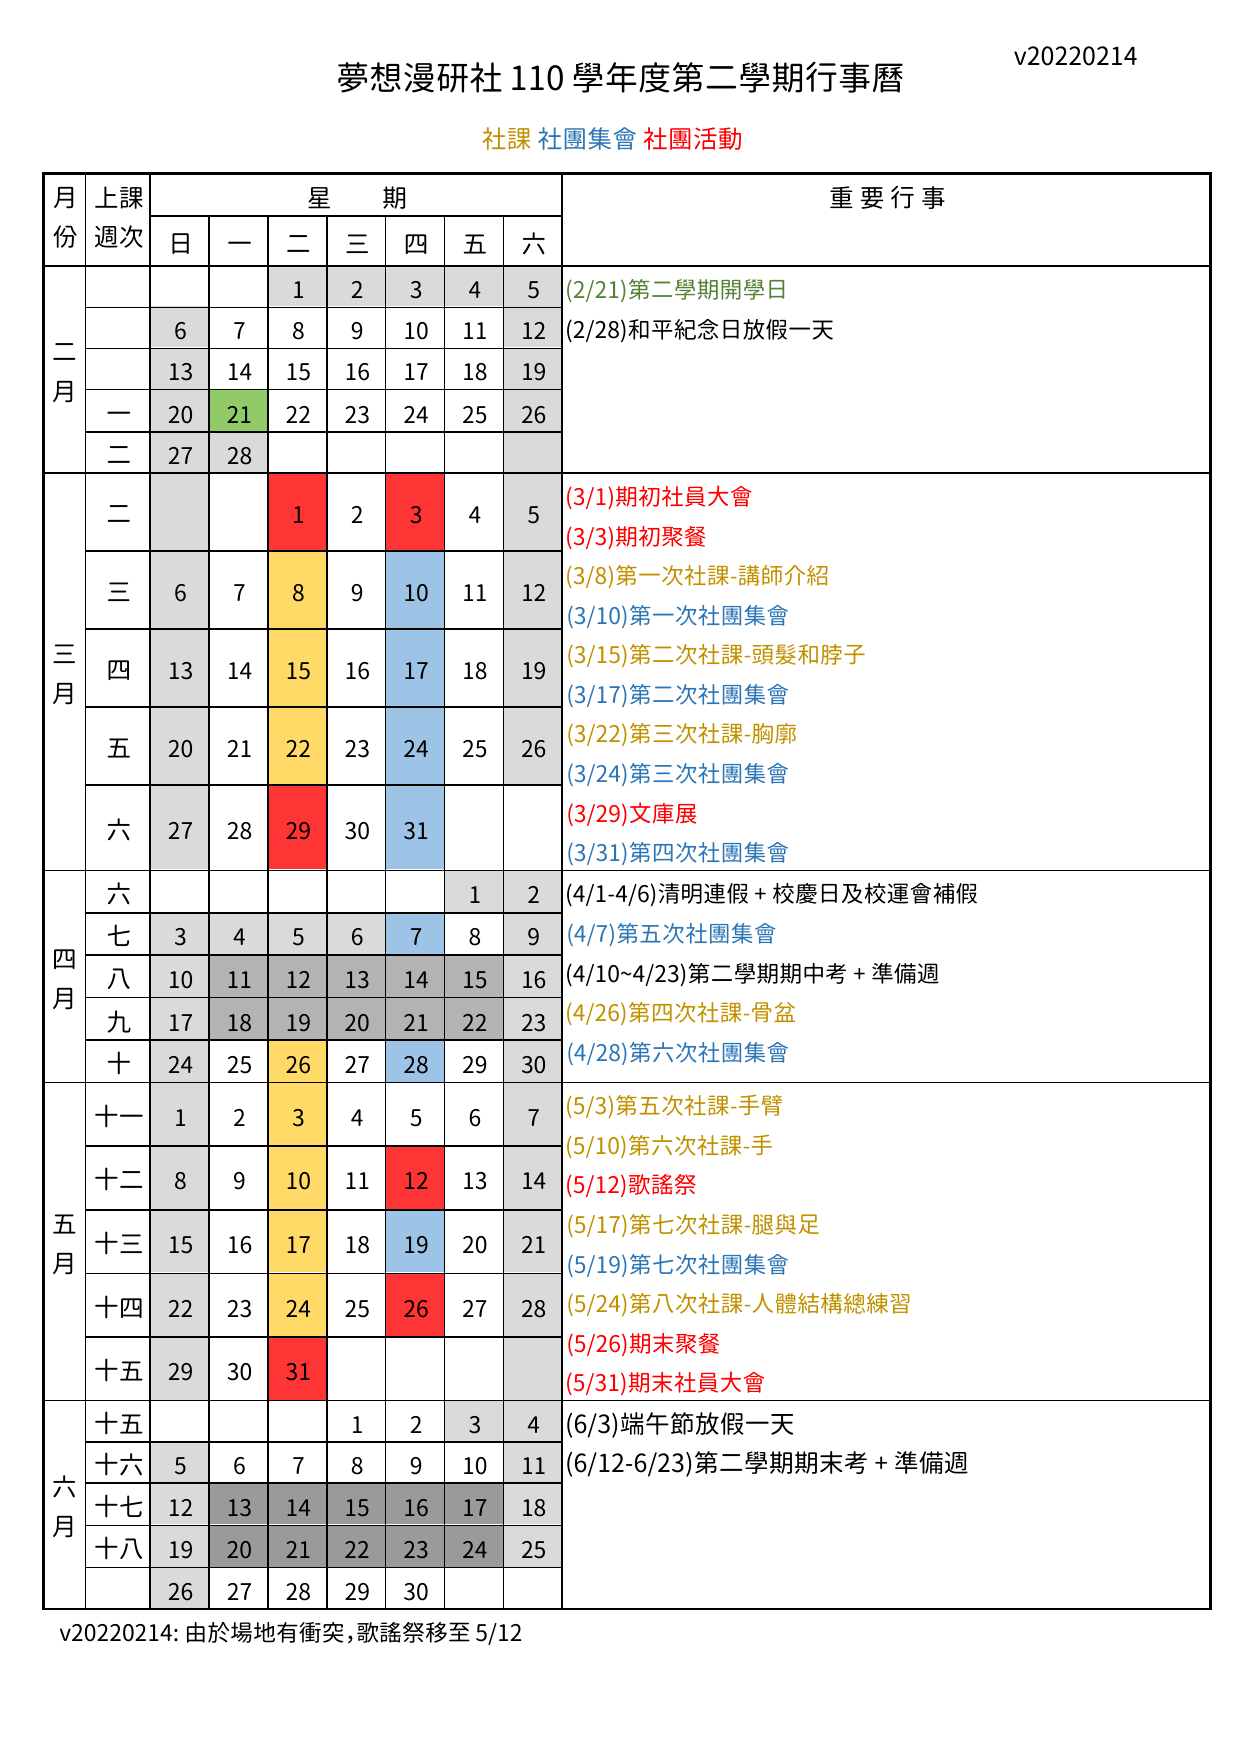 v20220214
夢想漫研社 110 學年度第二學期行事曆
社課 社團集會 社團活動
月份 上課週次 星 期 重 要 行 事
日 一 二 三 四 五 六
二月
1 2 3 4 5
6 7 8 9 10 11 12
13 14 15 16 17 18 19
一 20 21 22 23 24 25 26
二 27 28
(2/21)第二學期開學日
(2/28)和平紀念日放假一天
三月
二 1 2 3 4 5
三 6 7 8 9 10 11 12
四 13 14 15 16 17 18 19
五 20 21 22 23 24 25 26
六 27 28 29 30 31
(3/1)期初社員大會
(3/3)期初聚餐
(3/8)第一次社課-講師介紹
(3/10)第一次社團集會
(3/15)第二次社課-頭髮和脖子
(3/17)第二次社團集會
(3/22)第三次社課-胸廓
(3/24)第三次社團集會
(3/29)文庫展
(3/31)第四次社團集會
四月
六 1 2
七 3 4 5 6 7 8 9
八 10 11 12 13 14 15 16
九 17 18 19 20 21 22 23
十 24 25 26 27 28 29 30
(4/1-4/6)清明連假 + 校慶日及校運會補假
(4/7)第五次社團集會
(4/10~4/23)第二學期期中考 + 準備週
(4/26)第四次社課-骨盆
(4/28)第六次社團集會
五月
十一 1 2 3 4 5 6 7
十二 8 9 10 11 12 13 14
十三 15 16 17 18 19 20 21
十四 22 23 24 25 26 27 28
十五 29 30 31
(5/3)第五次社課-手臂
(5/10)第六次社課-手
(5/12)歌謠祭
(5/17)第七次社課-腿與足
(5/19)第七次社團集會
(5/24)第八次社課-人體結構總練習
(5/26)期末聚餐
(5/31)期末社員大會
六月
十五 1 2 3 4
十六 5 6 7 8 9 10 11
十七 12 13 14 15 16 17 18
十八 19 20 21 22 23 24 25
26 27 28 29 30
(6/3)端午節放假一天
(6/12-6/23)第二學期期末考 + 準備週
v20220214: 由於場地有衝突,歌謠祭移至 5/12